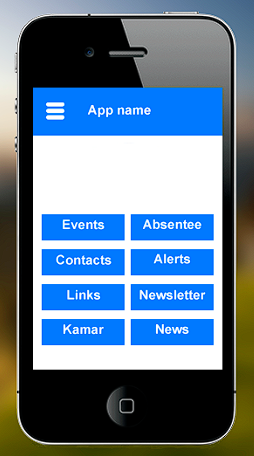 App name
Events
Absentee
Contacts
Alerts
Links
Newsletter
Kamar
News